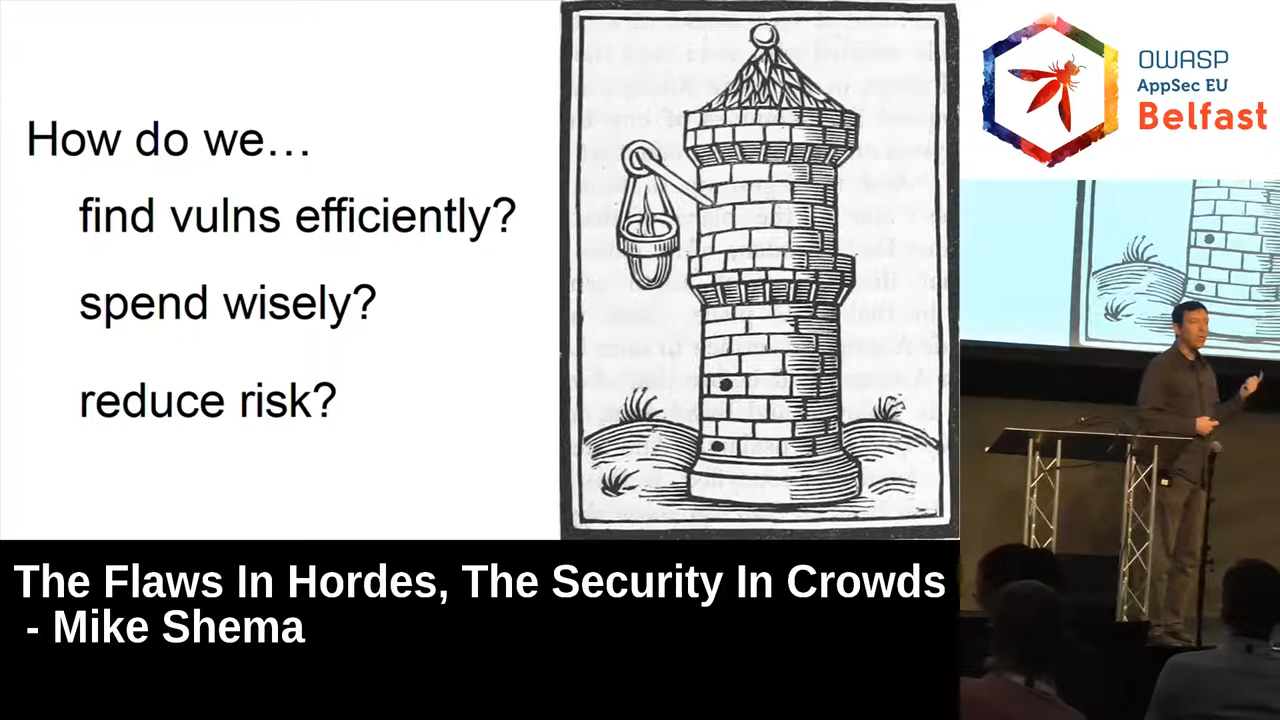 How do we…
find vulns efficiently?
spend wisely?
reduce risk?
OWASP
AppSec EU
Belfast
The Flaws In Hordes, The Security In Crowds
- Mike Shema